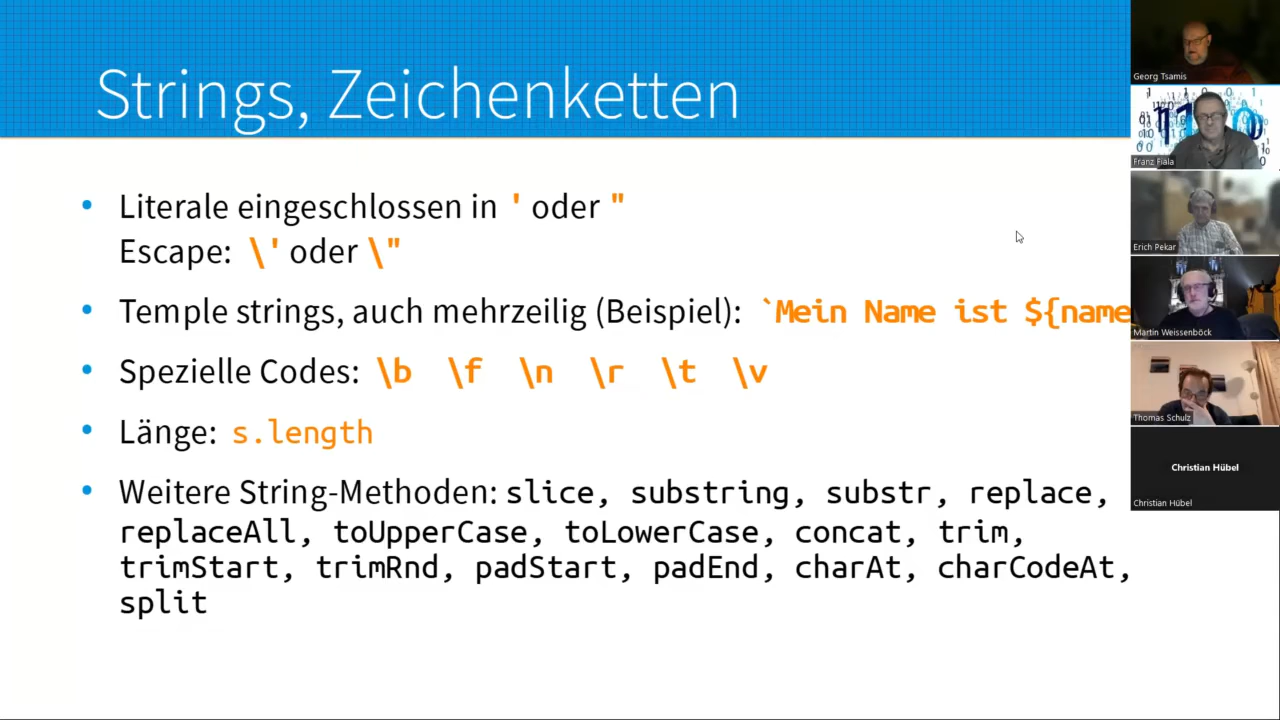 Strings, Zeichenketten
Literale eingeschlossen in ' oder "
Escape: \' oder \"
Temple strings, auch mehrzeilig (Beispiel): `Mein Name ist ${name
Spezielle Codes: \b \f \n \r \t \v
Länge: s.length
Weitere String-Methoden: slice, substring, substr, replace,
replaceAll, toUpperCase, toLowerCase, concat, trim,
trimStart, trimRnd, padStart, padEnd, charAt, charCodeAt,
split
Georg Tsamis
Franz Fiala
Erich Pekar
Martin Weissenböck
Thomas Schulz
Christian Hübel
Christian Hübel